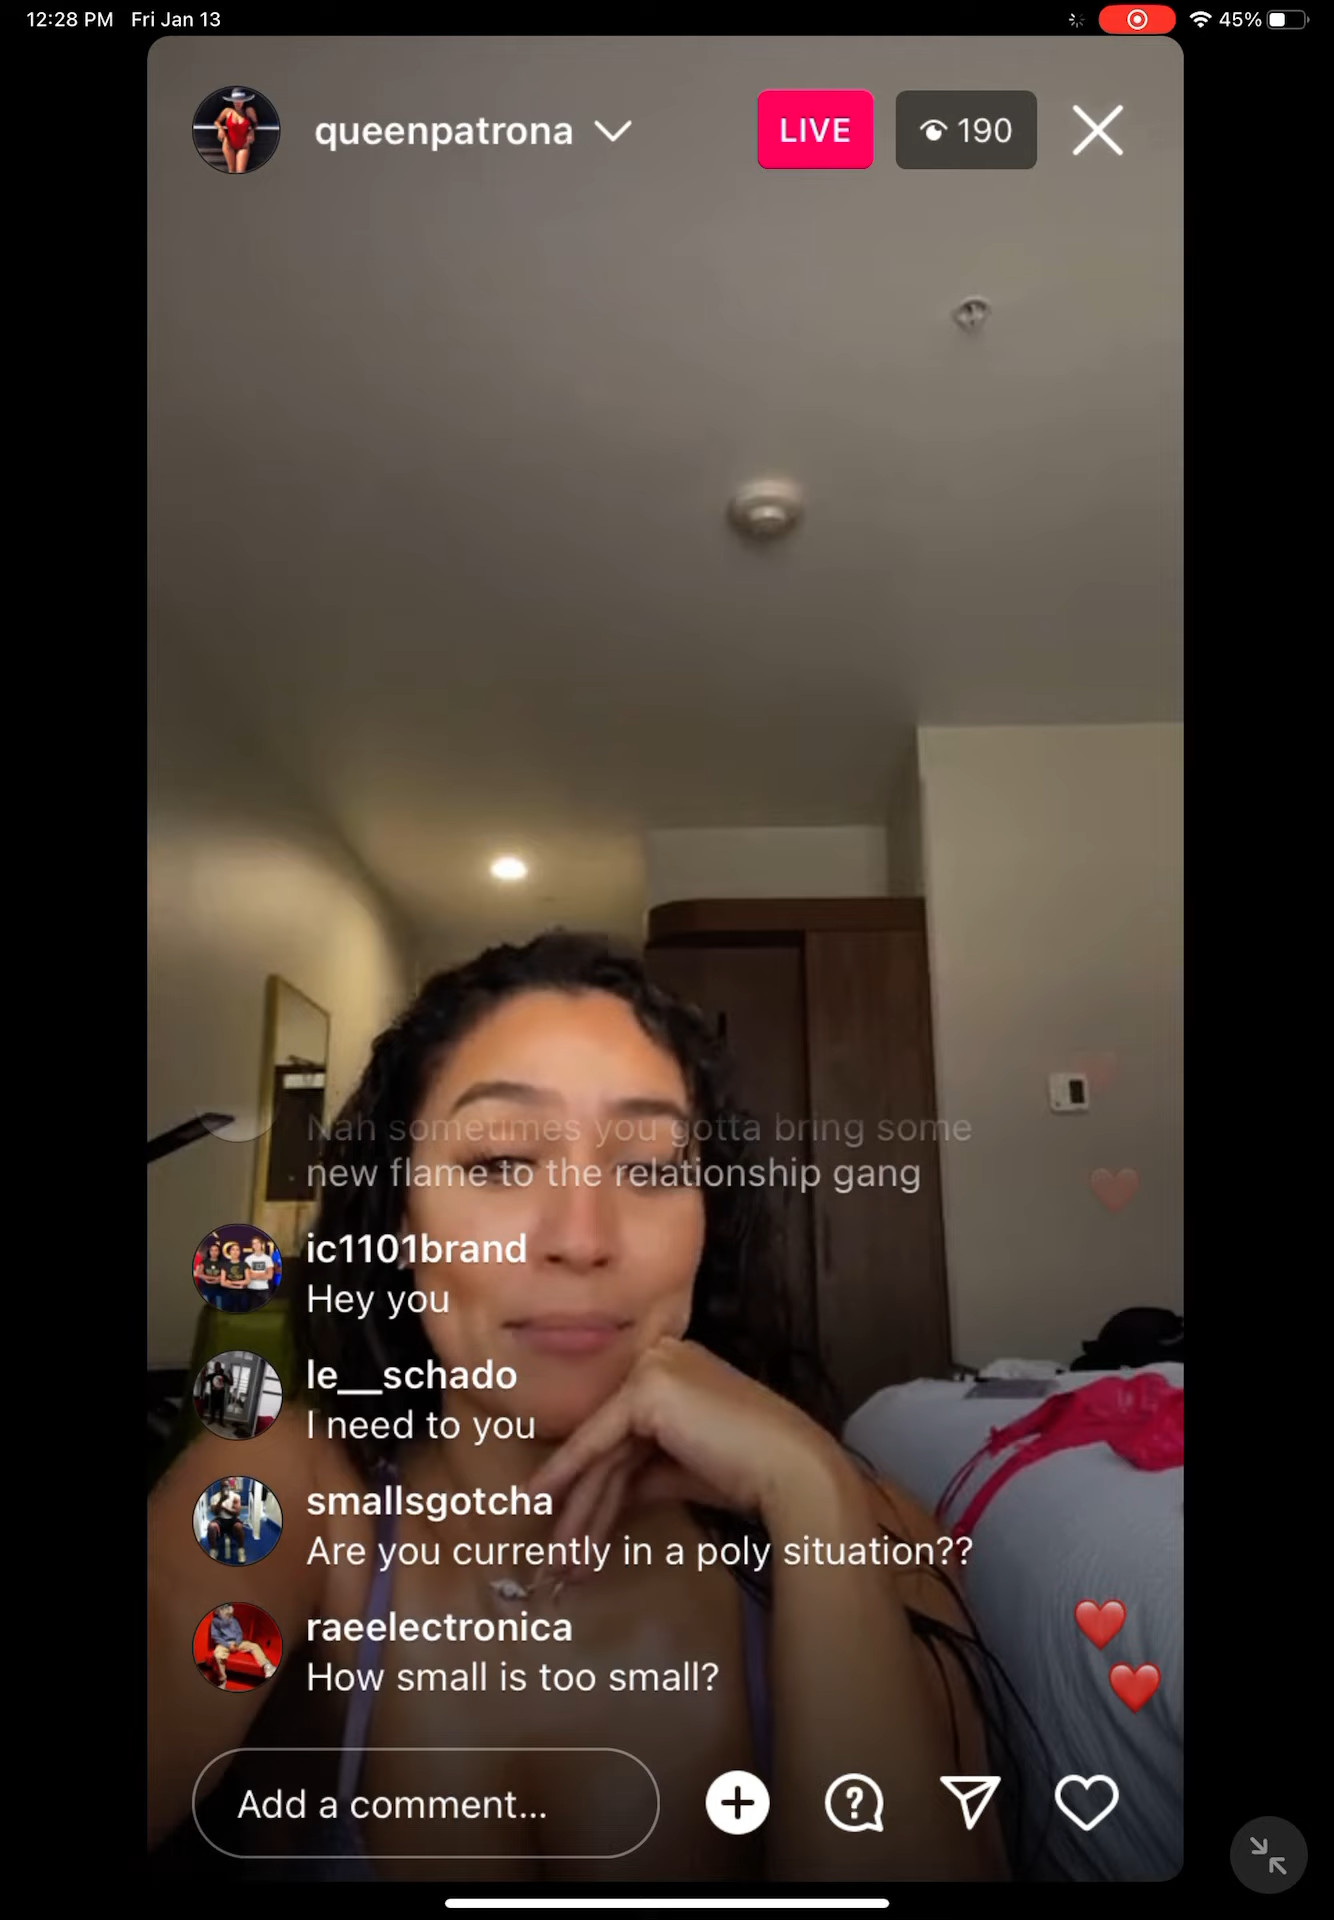 12:28 PM Fri Jan 13
45%
queenpatrona
LIVE
190
Nah sometimes you gotta bring some
new flame to the relationship gang
ic1101brand
Hey you
le__schado
I need to you
smallsgotcha
Are you currently in a poly situation??
raeelectronica
How small is too small?
Add a comment...